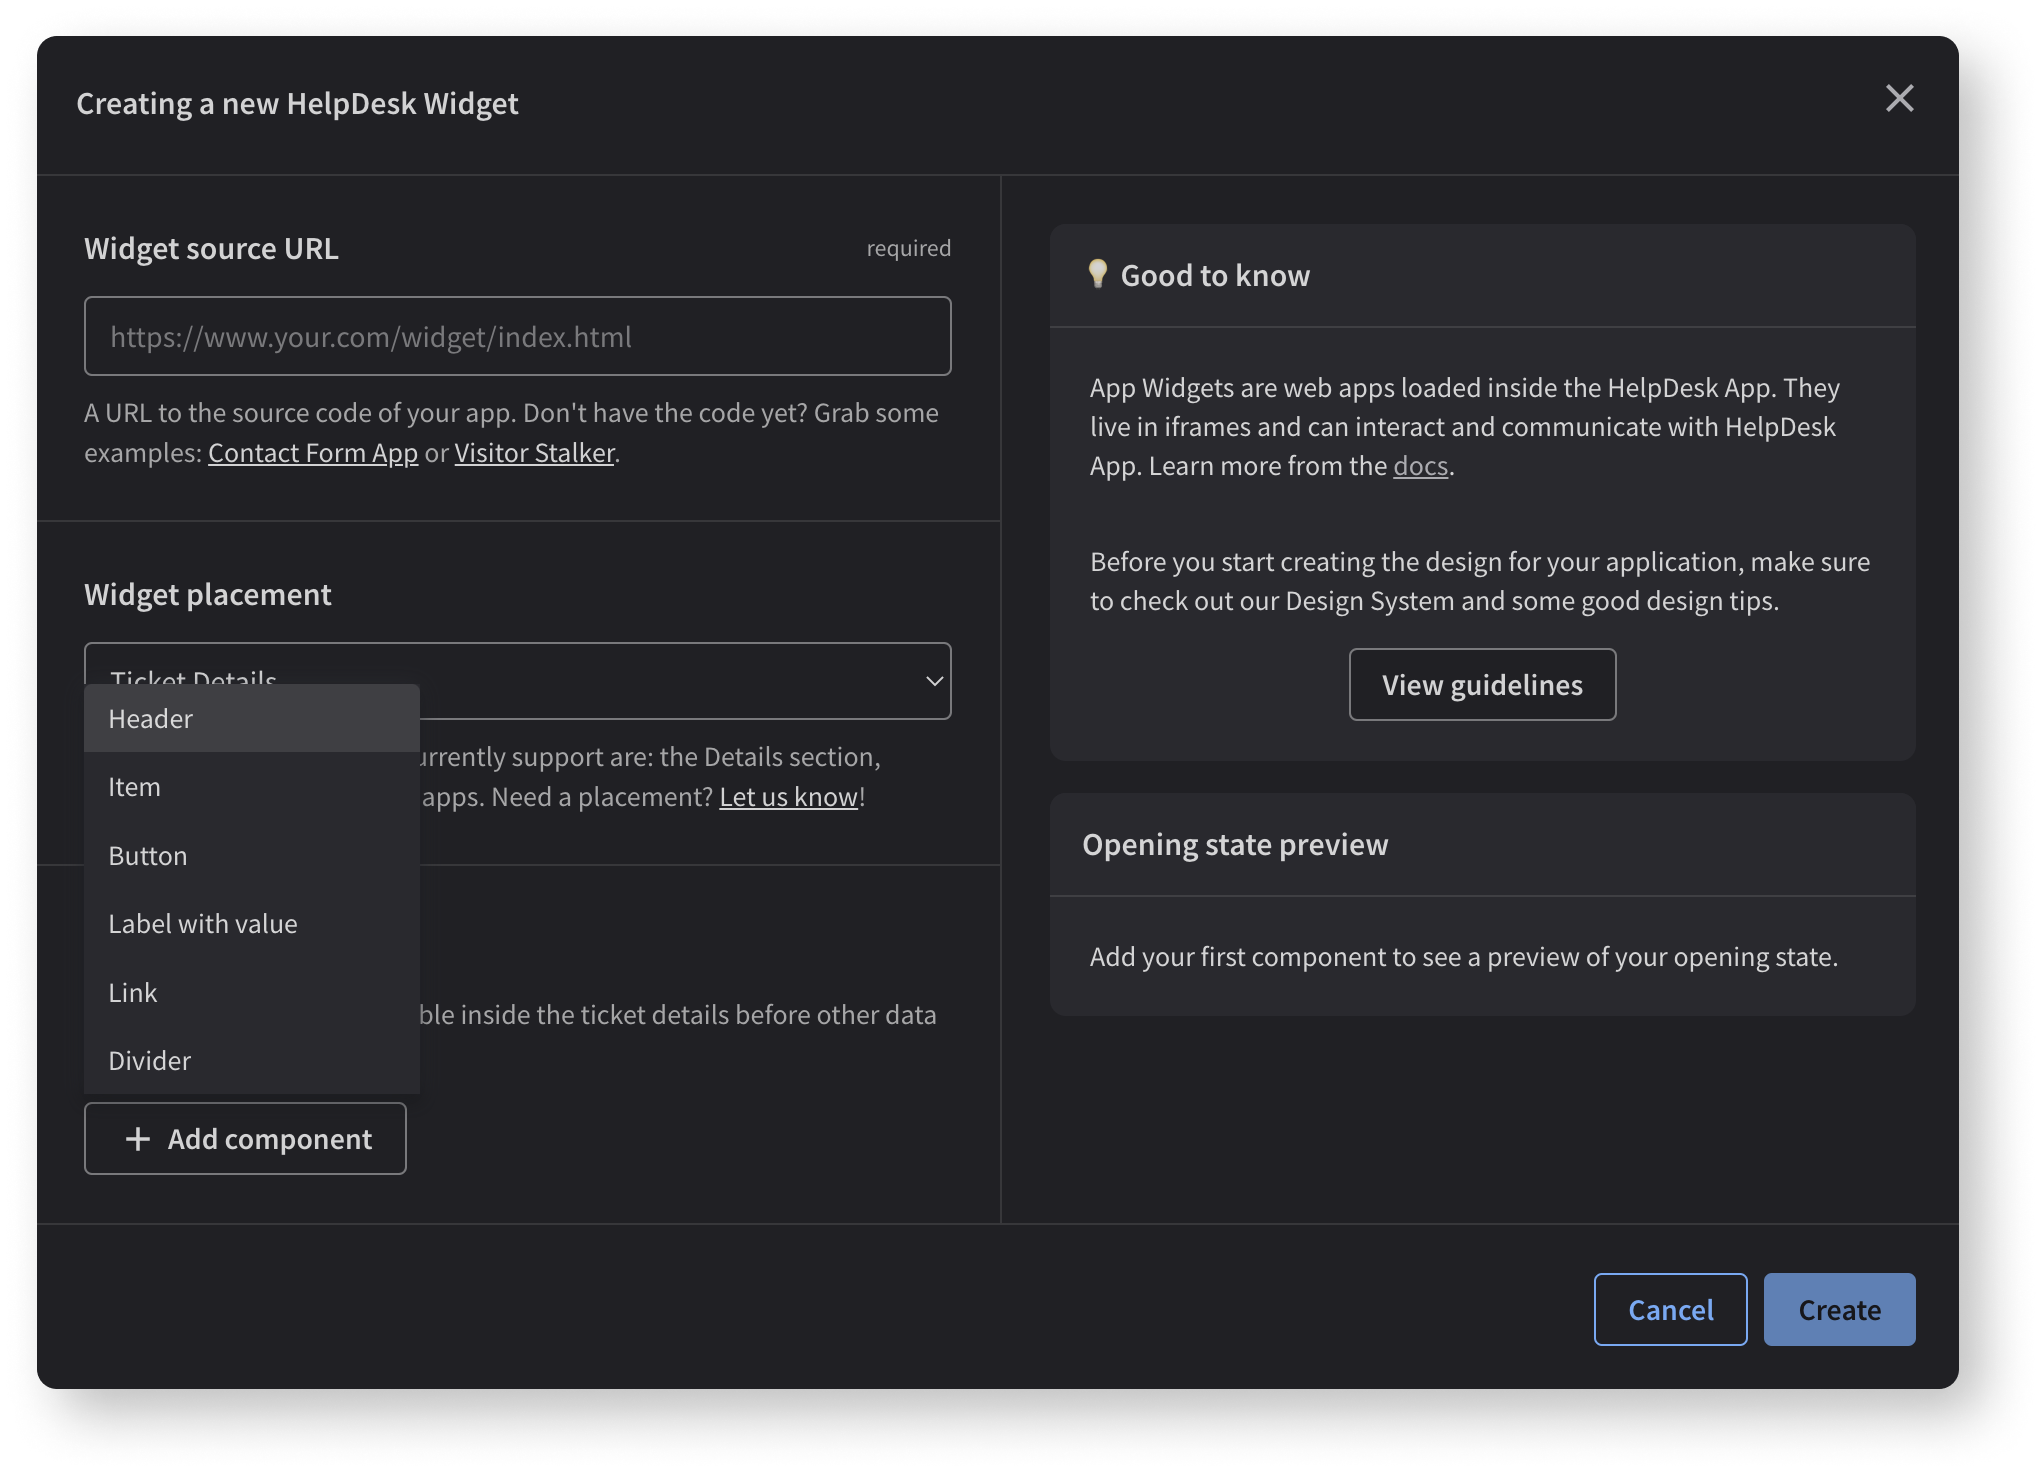 Creating a new HelpDesk Widget
Widget source URL
required
https://www.your.com/widget/index.html
A URL to the source code of your app. Don't have the code yet? Grab some
examples: Contact Form App or Visitor Stalker.
Widget placement
Ticket Details
Header
Item
Button
Label with value
Link
Divider
support are: the Details section,
apps. Need a placement? Let us know!
inside the ticket details before other data
+ Add component
💡 Good to know
App Widgets are web apps loaded inside the HelpDesk App. They
live in iframes and can interact and communicate with HelpDesk
App. Learn more from the docs.
Before you start creating the design for your application, make sure
to check out our Design System and some good design tips.
View guidelines
Opening state preview
Add your first component to see a preview of your opening state.
Cancel
Create